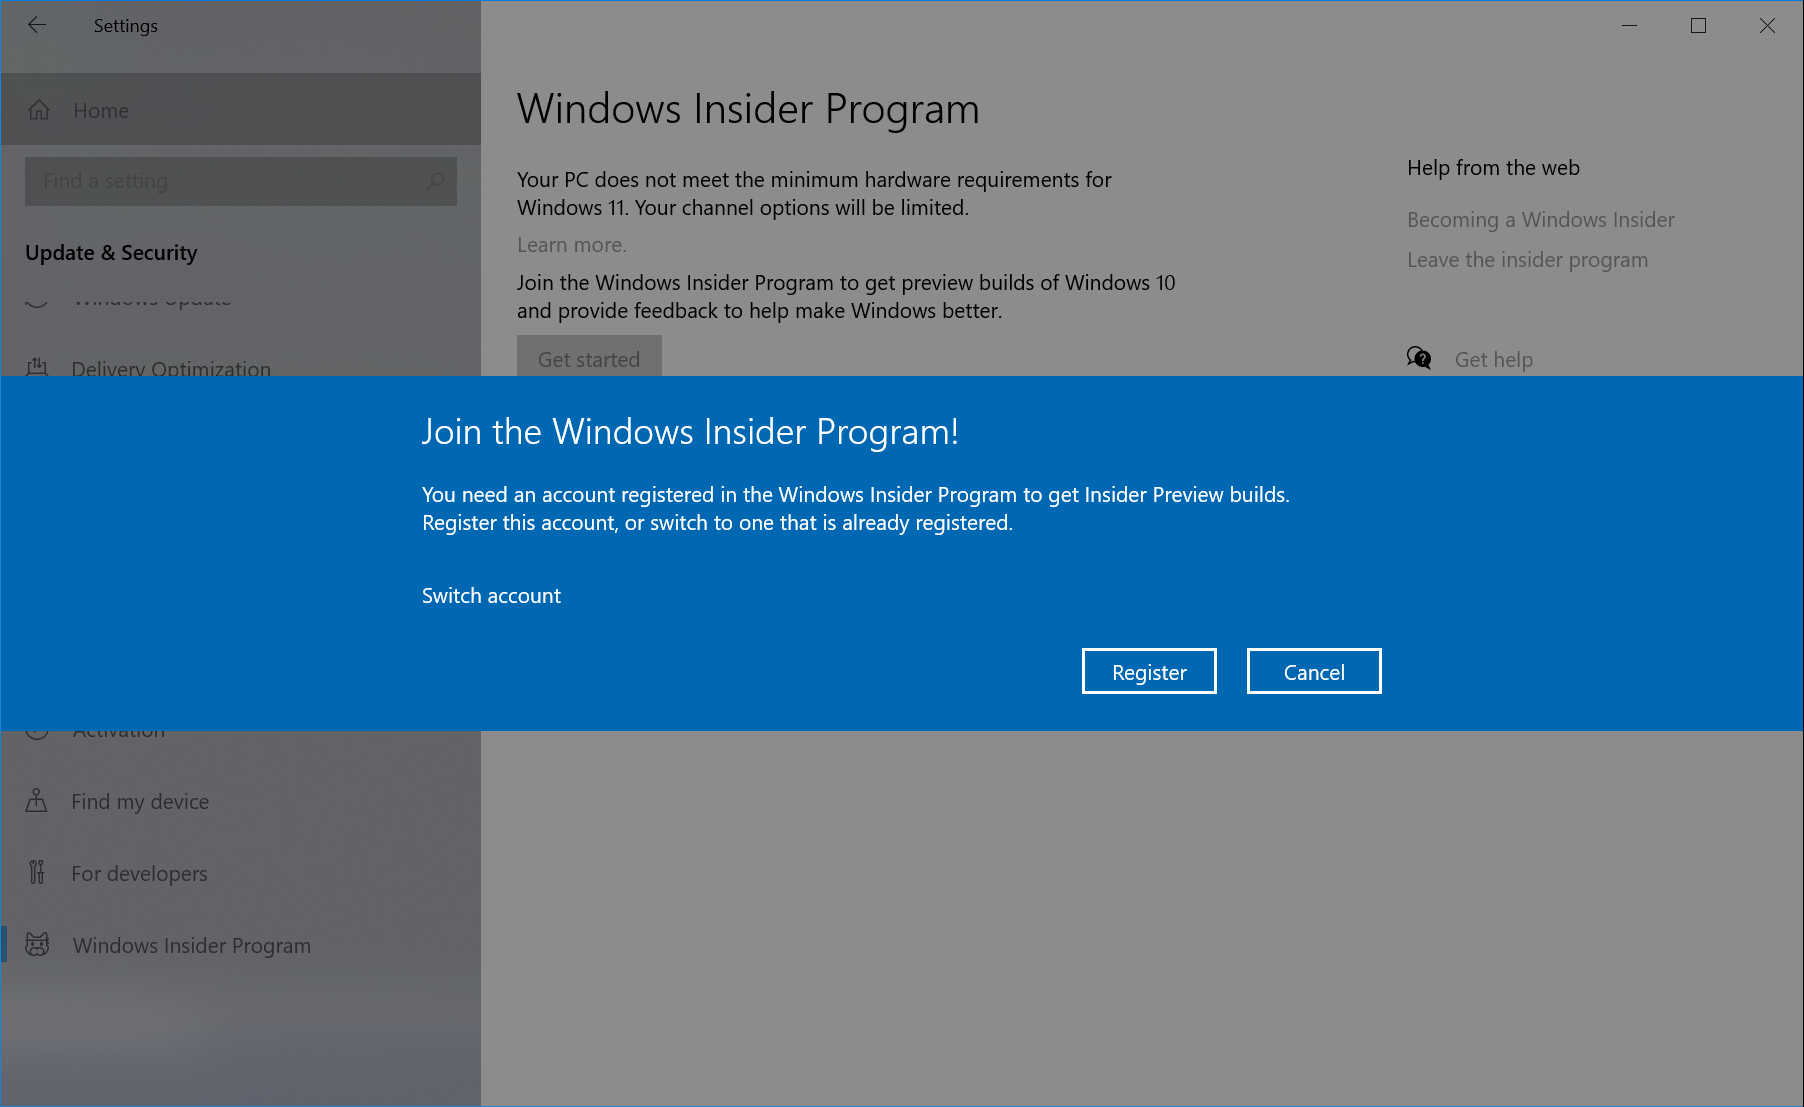 Settings
Home
Find a setting
Update & Security
Windows Update
Delivery Optimization
Activation
Find my device
For developers
Windows Insider Program
Windows Insider Program
Your PC does not meet the minimum hardware requirements for
Windows 11. Your channel options will be limited.
Learn more.
Join the Windows Insider Program to get preview builds of Windows 10
and provide feedback to help make Windows better.
Get started
Help from the web
Becoming a Windows Insider
Leave the insider program
Get help
Join the Windows Insider Program!
You need an account registered in the Windows Insider Program to get Insider Preview builds.
Register this account, or switch to one that is already registered.
Switch account
Register
Cancel